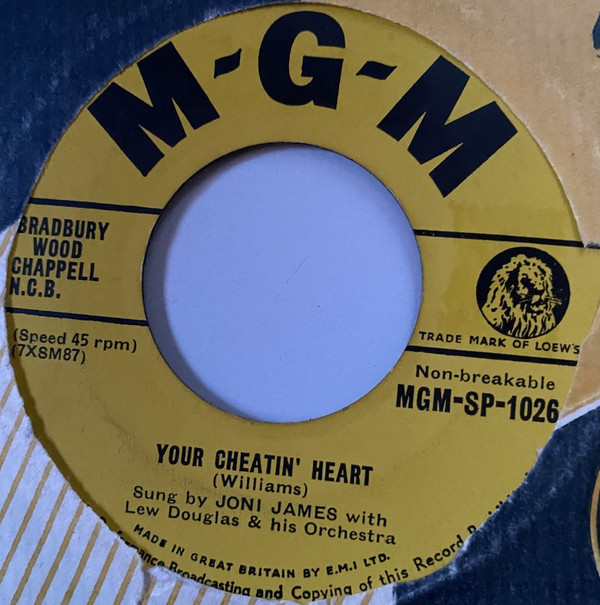 M-G-M
BRADBURY
WOOD
CHAPPELL
N.C.B.
(Speed 45 rpm)
(7XSM87)
TRADE MARK OF LOEW'S
Non-breakable
MGM-SP-1026
YOUR CHEATIN' HEART
(Williams)
Sung by JONI JAMES with
Lew Douglas & his Orchestra
MADE IN GREAT BRITAIN BY E.M.I LTD.
Broadcasting and Copying of this Record